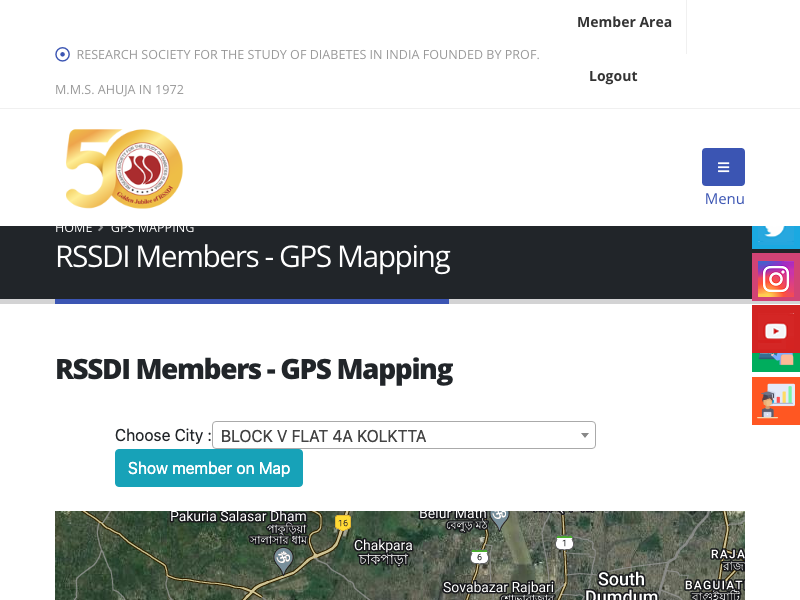 Member Area
RESEARCH SOCIETY FOR THE STUDY OF DIABETES IN INDIA FOUNDED BY PROF.
M.M.S. AHUJA IN 1972
Logout
50
Golden Jubilee of RSSDI
Menu
HOME > GPS MAPPING
RSSDI Members - GPS Mapping
RSSDI Members - GPS Mapping
Choose City : BLOCK V FLAT 4A KOLKTTA
Show member on Map
Pakuria Salasar Dham
পাকুড়িয়া
সালাসার ধাম
16
Belur Math
বেলুড় মঠ
Chakpara
চাকপাড়া
1
6
Sovabazar Rajbari
South
Dumdum
RAJA
BAGUIAT